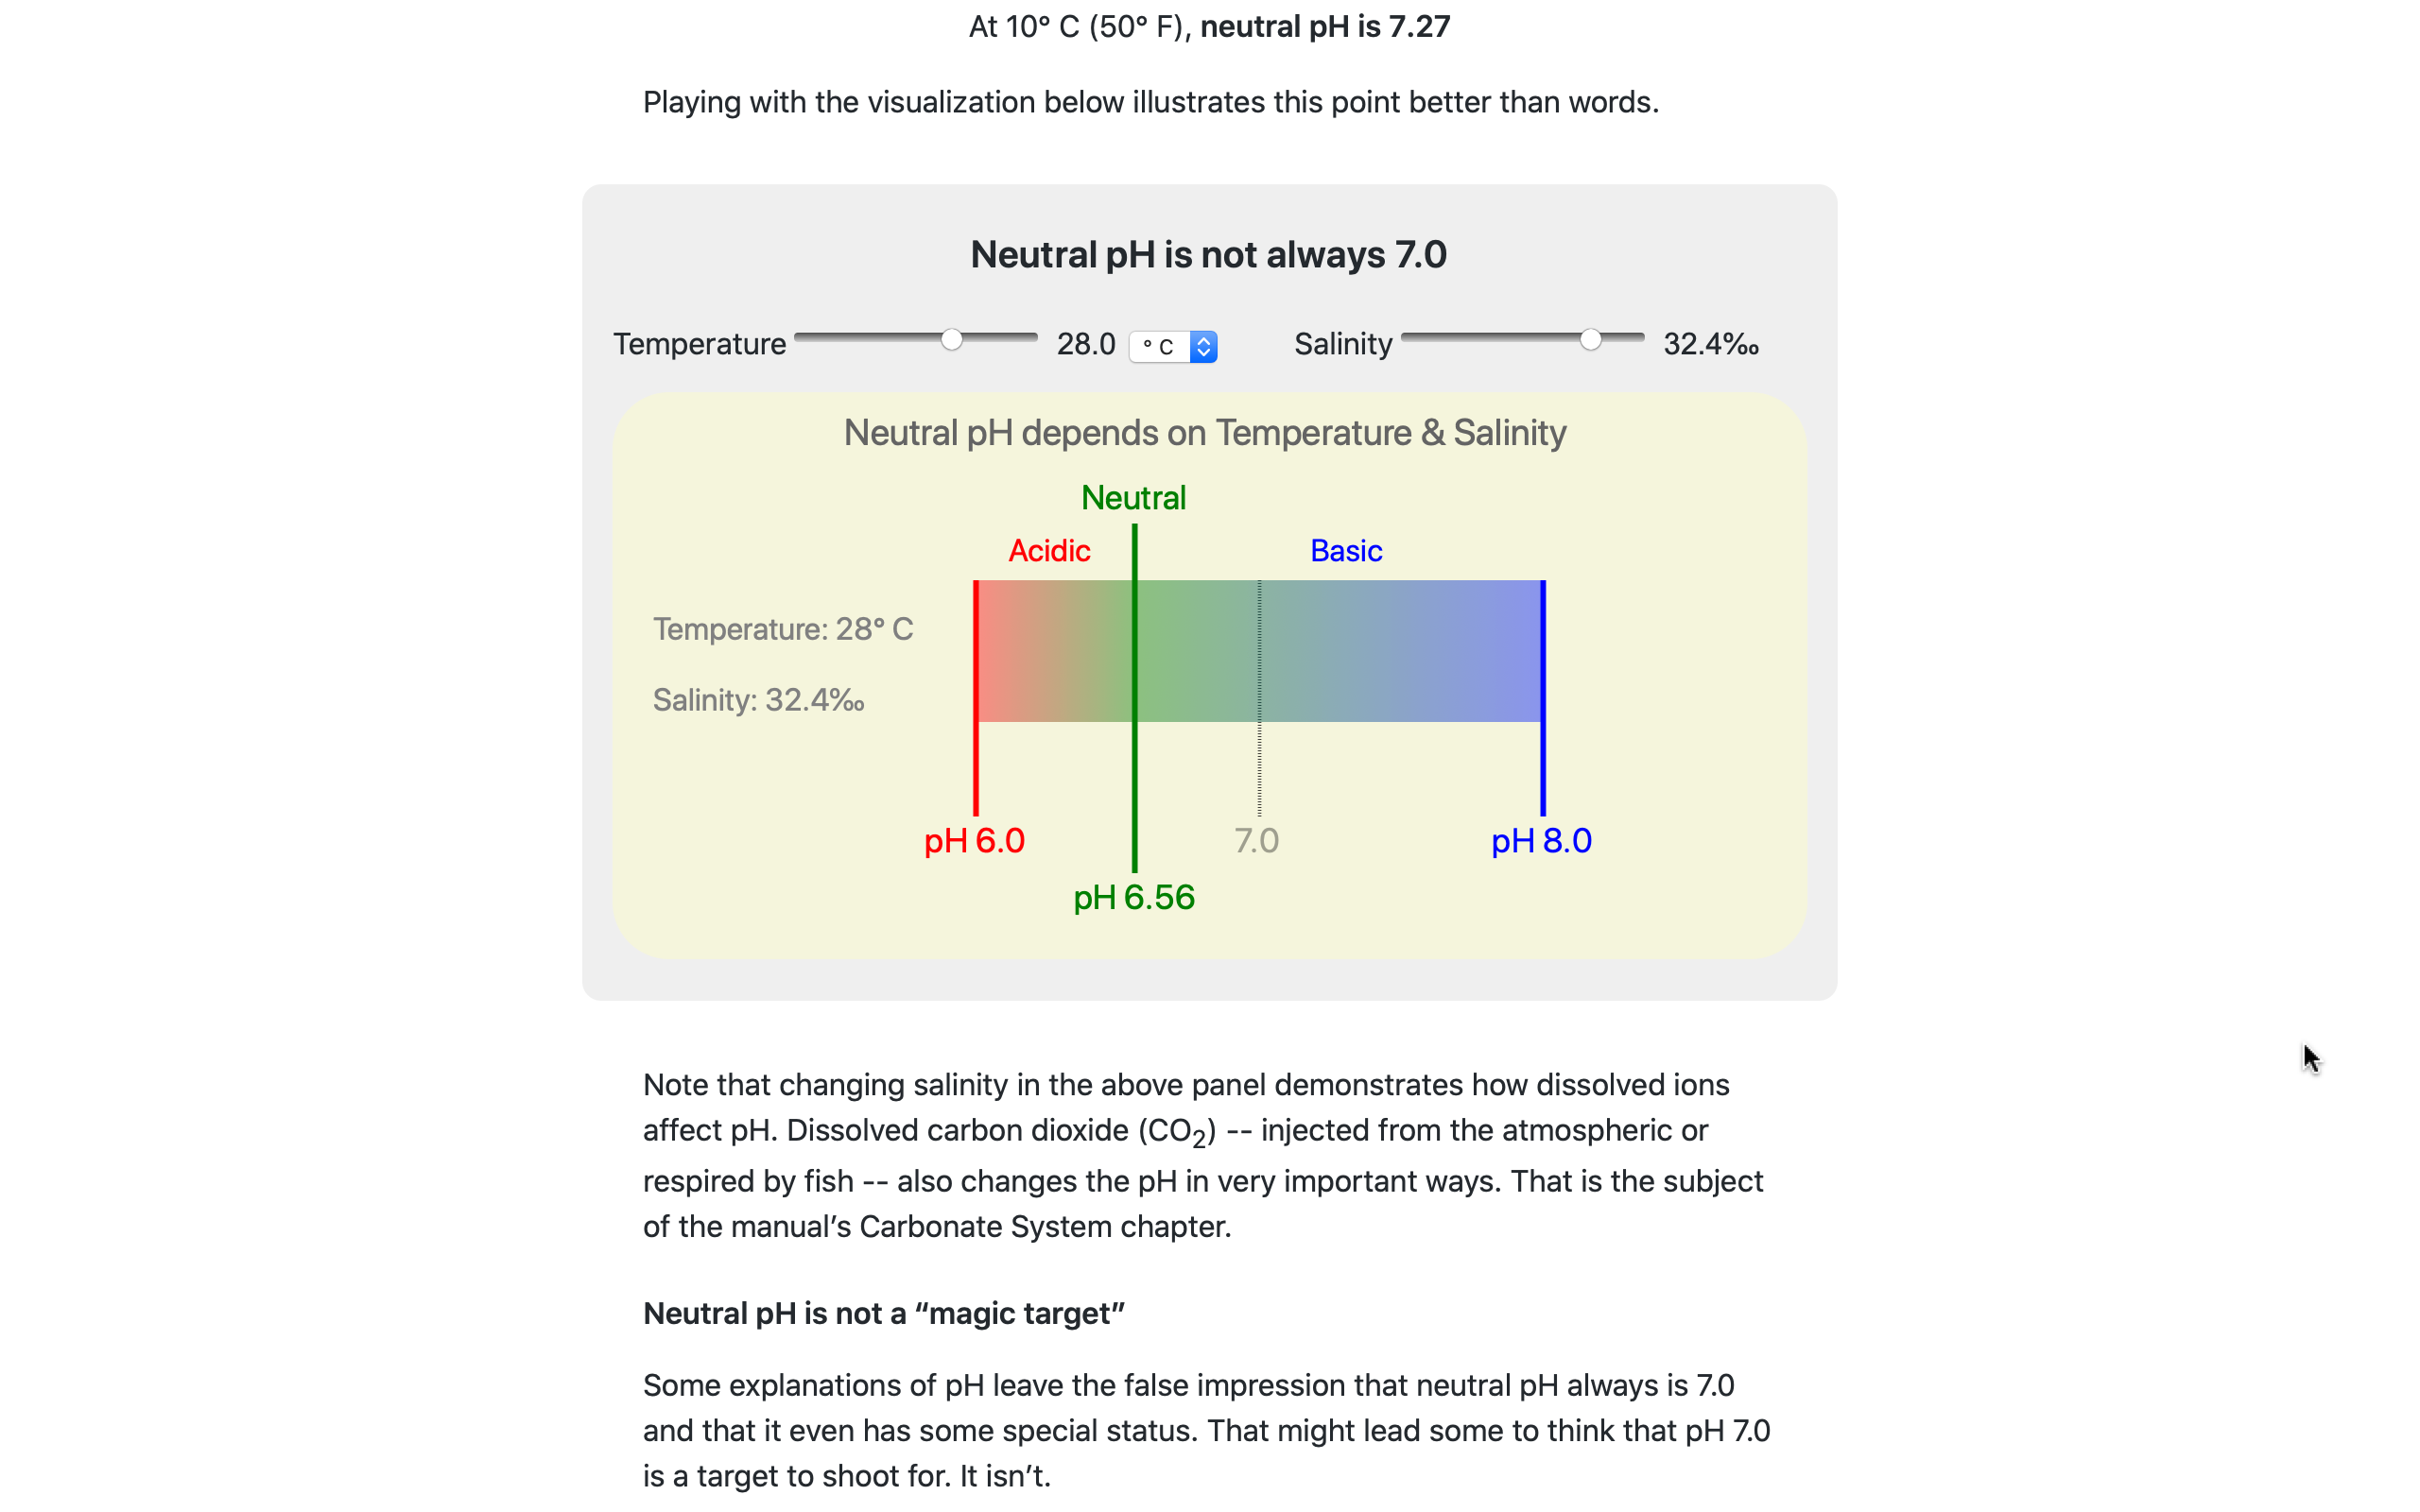 At 10° C (50° F), neutral pH is 7.27
Playing with the visualization below illustrates this point better than words.
Neutral pH is not always 7.0
Temperature 28.0 ° C Salinity 32.4‰
Neutral pH depends on Temperature & Salinity
Neutral
Acidic Basic
Temperature: 28° C
Salinity: 32.4‰
pH 6.0 7.0 pH 8.0
pH 6.56
Note that changing salinity in the above panel demonstrates how dissolved ions
affect pH. Dissolved carbon dioxide (CO₂) -- injected from the atmospheric or
respired by fish -- also changes the pH in very important ways. That is the subject
of the manual’s Carbonate System chapter.
Neutral pH is not a “magic target”
Some explanations of pH leave the false impression that neutral pH always is 7.0
and that it even has some special status. That might lead some to think that pH 7.0
is a target to shoot for. It isn’t.